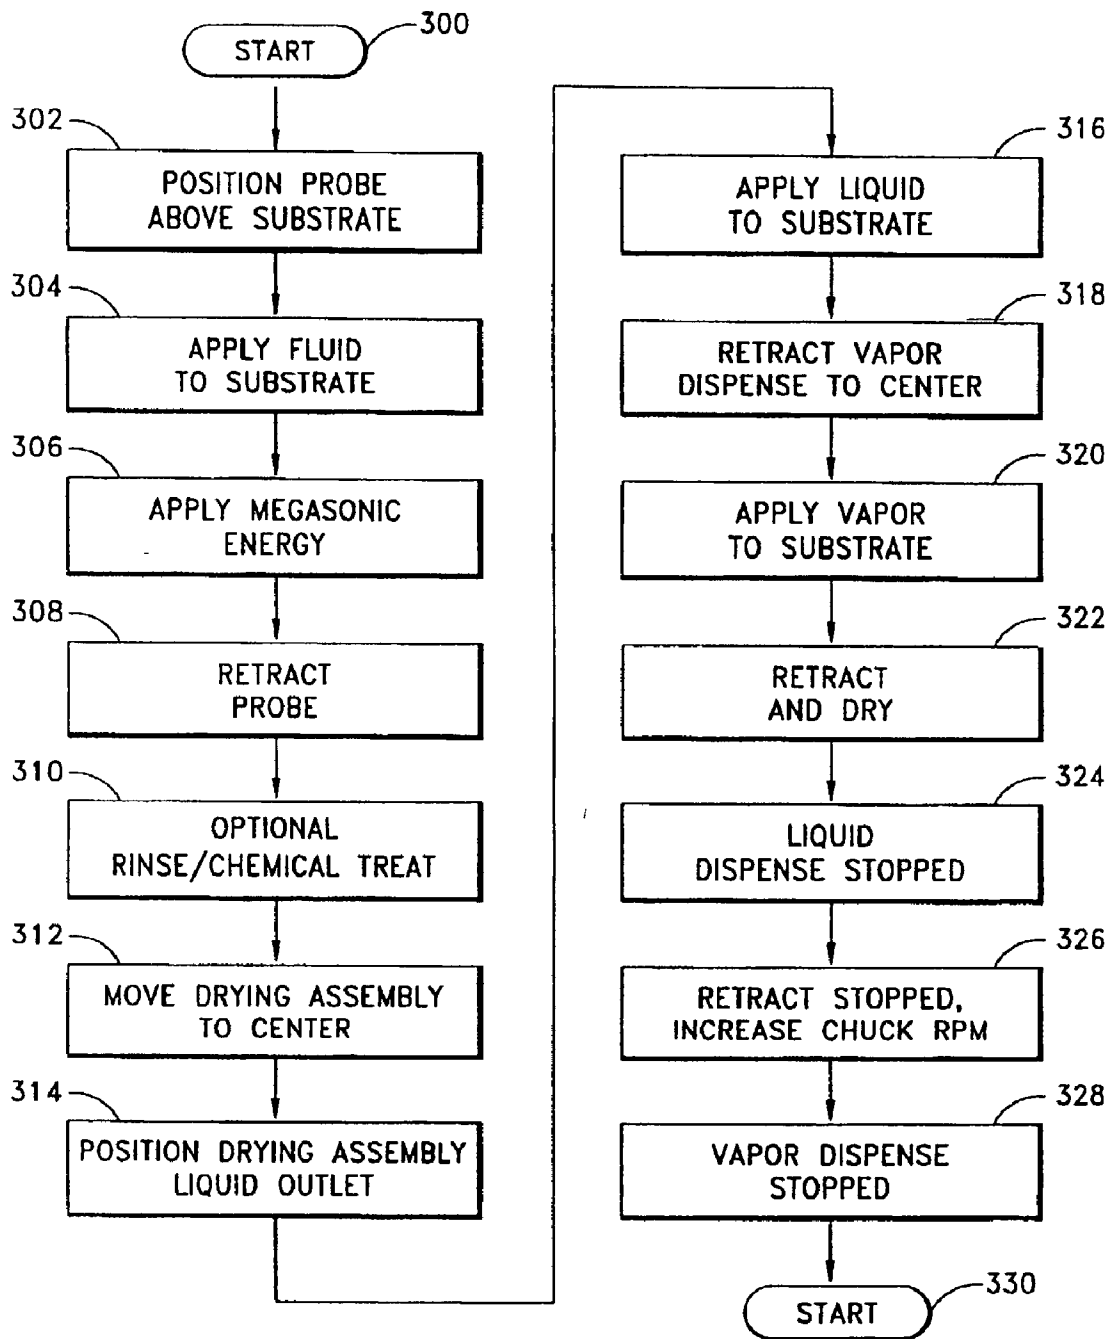 300
START
302
POSITION PROBE
ABOVE SUBSTRATE
304
APPLY FLUID
TO SUBSTRATE
306
APPLY MEGASONIC
ENERGY
308
RETRACT
PROBE
310
OPTIONAL
RINSE/CHEMICAL TREAT
312
MOVE DRYING ASSEMBLY
TO CENTER
314
POSITION DRYING ASSEMBLY
LIQUID OUTLET
316
APPLY LIQUID
TO SUBSTRATE
318
RETRACT VAPOR
DISPENSE TO CENTER
320
APPLY VAPOR
TO SUBSTRATE
322
RETRACT
AND DRY
324
LIQUID
DISPENSE STOPPED
326
RETRACT STOPPED,
INCREASE CHUCK RPM
328
VAPOR DISPENSE
STOPPED
330
START